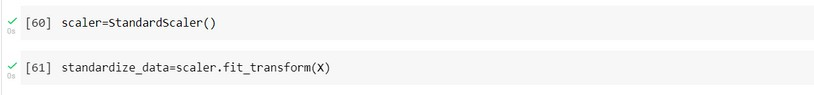 [60] scaler=StandardScaler()
0s
[61] standardize_data=scaler.fit_transform(X)
0s